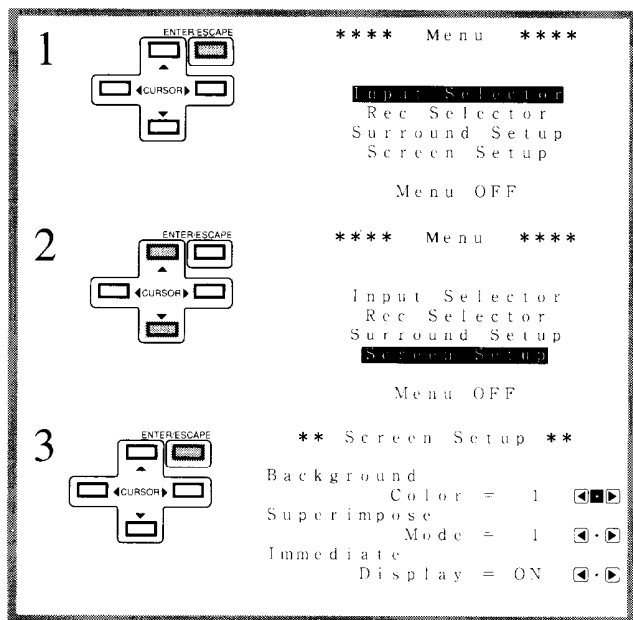 1
ENTER/ESCAPE
◀CURSOR▶
**** Menu ****
Input Selector
Rec Selector
Surround Setup
Screen Setup
Menu OFF
2
ENTER/ESCAPE
◀CURSOR▶
**** Menu ****
Input Selector
Rec Selector
Surround Setup
Screen Setup
Menu OFF
3
ENTER/ESCAPE
◀CURSOR▶
** Screen Setup **
Background
Color = 1 ◀·▶
Superimpose
Mode = 1 ◀·▶
Immediate
Display = ON ◀·▶